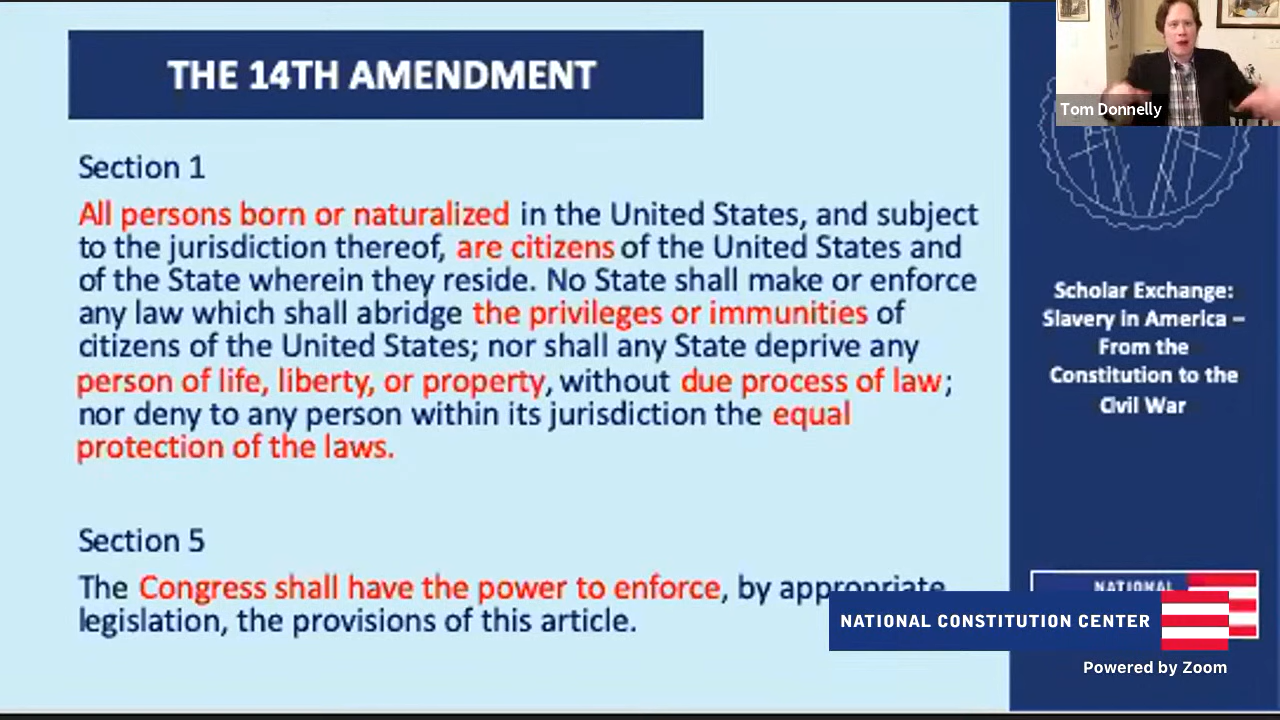 THE 14TH AMENDMENT
Section 1
All persons born or naturalized in the United States, and subject
to the jurisdiction thereof, are citizens of the United States and
of the State wherein they reside. No State shall make or enforce
any law which shall abridge the privileges or immunities of
citizens of the United States; nor shall any State deprive any
person of life, liberty, or property, without due process of law;
nor deny to any person within its jurisdiction the equal
protection of the laws.
Section 5
The Congress shall have the power to enforce, by appropriate
legislation, the provisions of this article.
Tom Donnelly
Scholar Exchange:
Slavery in America –
From the
Constitution to the
Civil War
NATIONAL
NATIONAL CONSTITUTION CENTER
Powered by Zoom